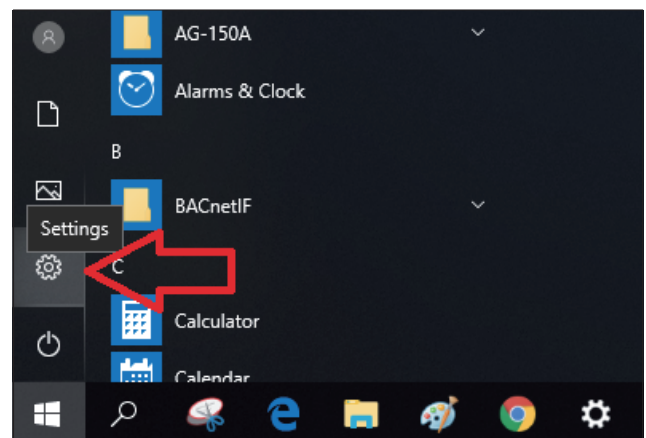 AG-150A
Alarms & Clock
B
BACnetIF
Settings
C
Calculator
Calendar